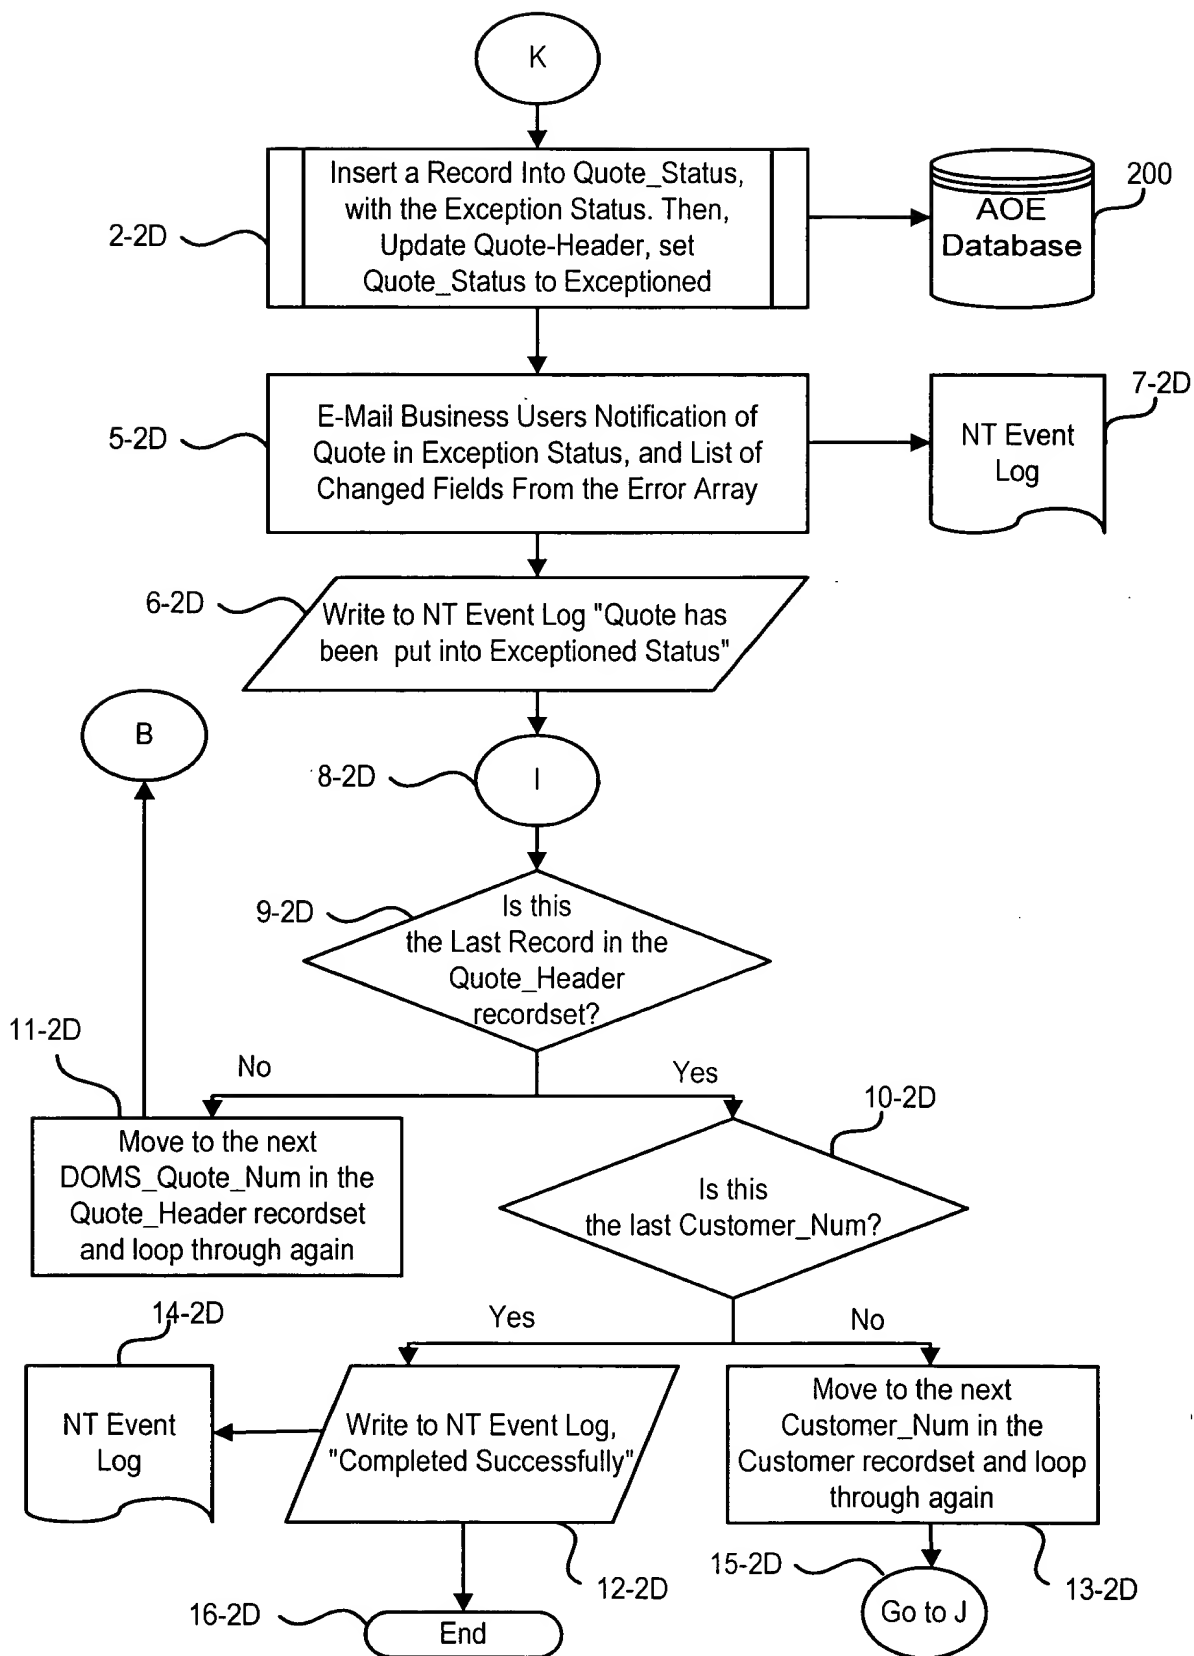 K
Insert a Record Into Quote_Status,
with the Exception Status. Then,
Update Quote-Header, set
Quote_Status to Exceptioned
2-2D
AOE
Database
200
E-Mail Business Users Notification of
Quote in Exception Status, and List of
Changed Fields From the Error Array
5-2D
NT Event
Log
7-2D
6-2D
Write to NT Event Log "Quote has
been put into Exceptioned Status"
B
8-2D
I
9-2D
Is this
the Last Record in the
Quote_Header
recordset?
11-2D
No
Yes
10-2D
Move to the next
DOMS_Quote_Num in the
Quote_Header recordset
and loop through again
Is this
the last Customer_Num?
14-2D
Yes
No
NT Event
Log
Write to NT Event Log,
"Completed Successfully"
Move to the next
Customer_Num in the
Customer recordset and loop
through again
12-2D
15-2D
13-2D
16-2D
End
Go to J